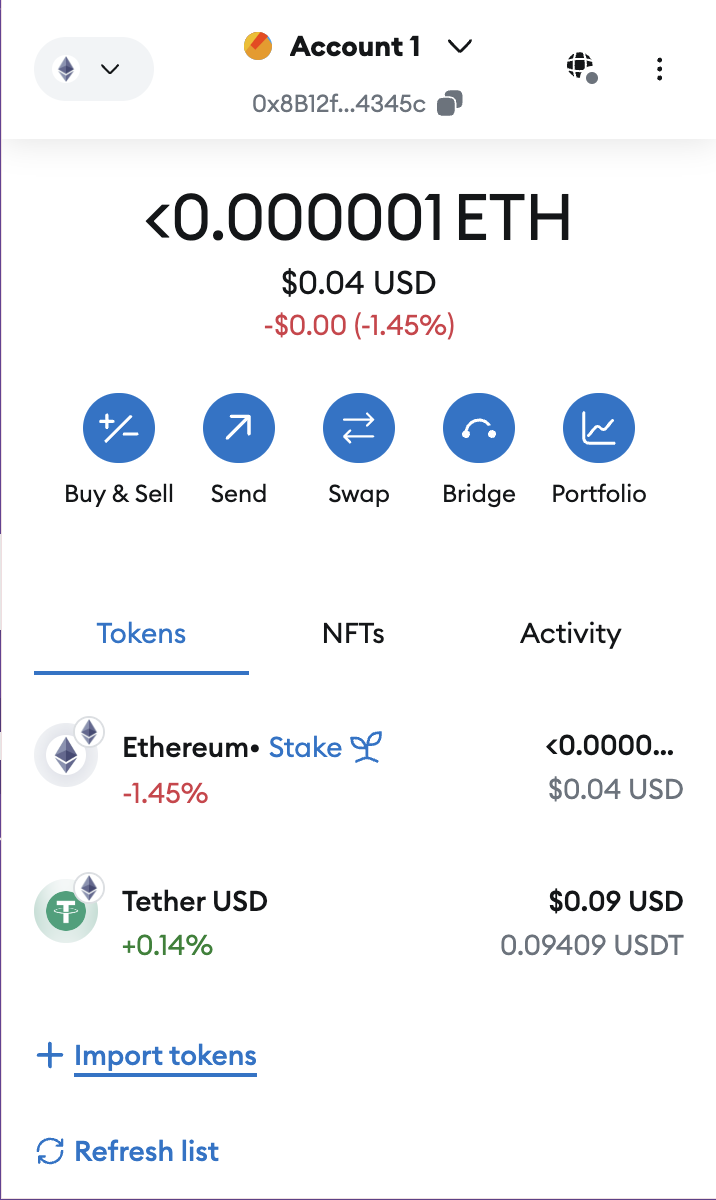 Account 1
0x8B12f...4345c
<0.000001 ETH
$0.04 USD
-$0.00 (-1.45%)
Buy & Sell Send Swap Bridge Portfolio
Tokens NFTs Activity
Ethereum• Stake <0.0000...
-1.45% $0.04 USD
Tether USD $0.09 USD
+0.14% 0.09409 USDT
+ Import tokens
Refresh list